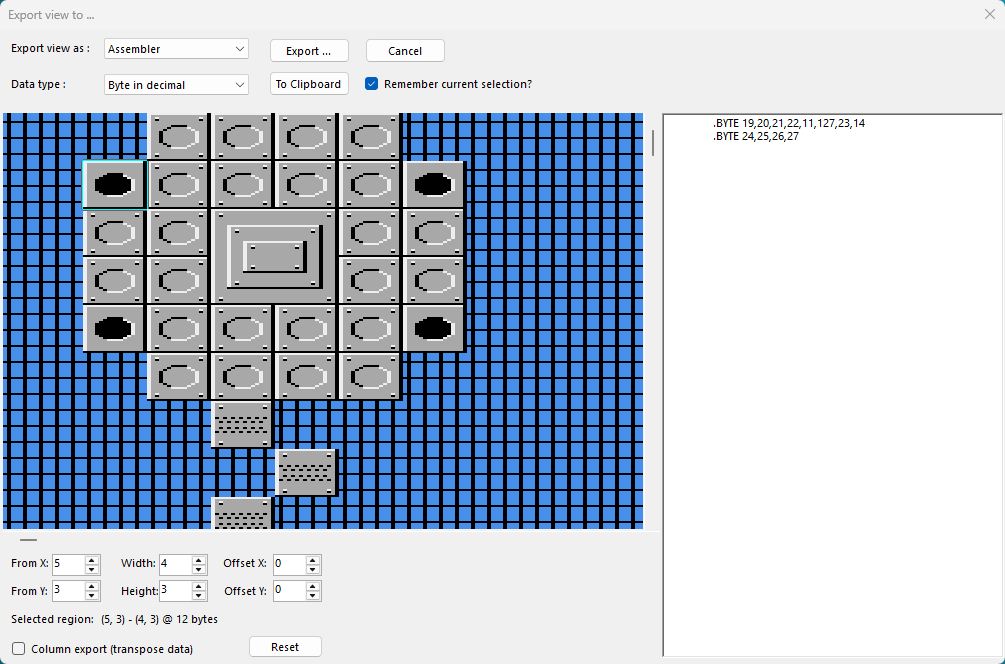 Export view to ...
Export view as :
Assembler
Export ...
Cancel
Data type :
Byte in decimal
To Clipboard
Remember current selection?
.BYTE 19,20,21,22,11,127,23,14
.BYTE 24,25,26,27
From X: 5
Width: 4
Offset X: 0
From Y: 3
Height: 3
Offset Y: 0
Selected region: (5, 3) - (4, 3) @ 12 bytes
Column export (transpose data)
Reset